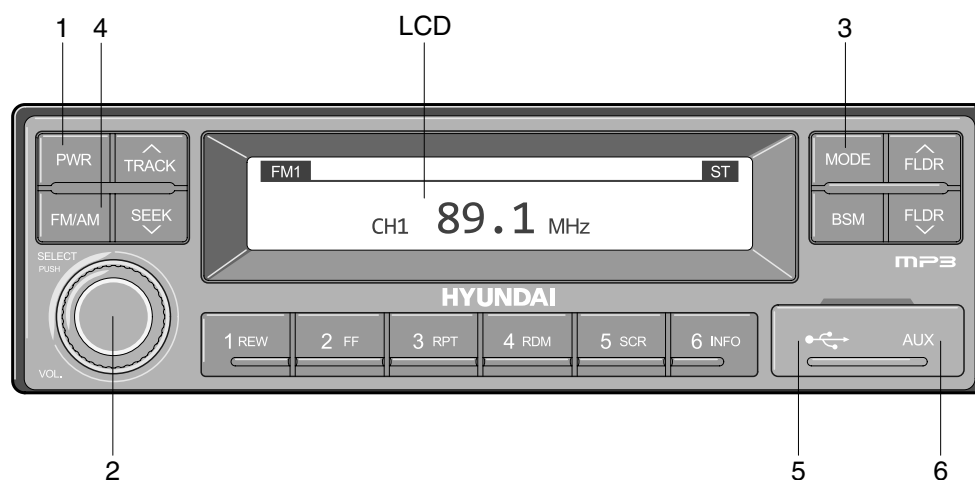 1 4 LCD 3
PWR TRACK MODE FLDR
FM1 ST
FM/AM SEEK CH1 89.1 MHz BSM FLDR
SELECT
PUSH
MP3
HYUNDAI
1 REW 2 FF 3 RPT 4 RDM 5 SCR 6 INFO AUX
VOL.
2 5 6